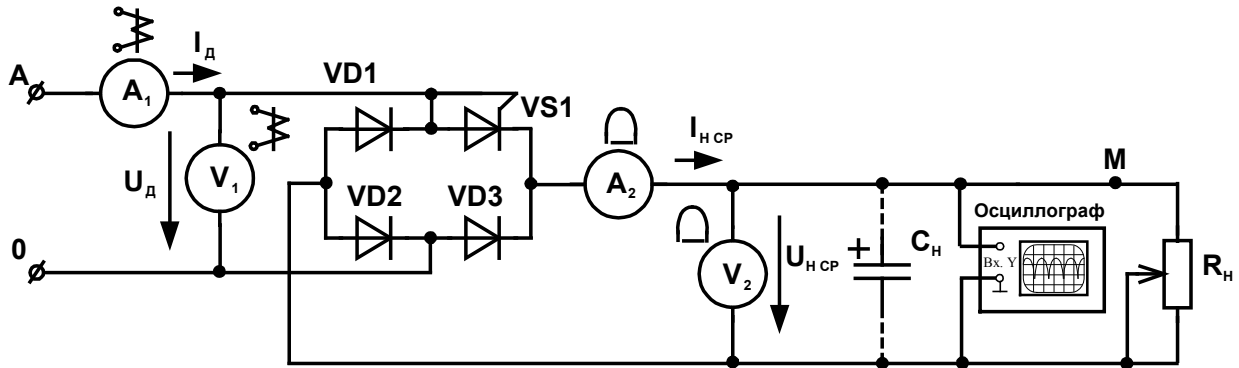 A
A₁
I_Д
VD1
VS1
U_Д
V₁
VD2
VD3
0
A₂
I_Н СР
V₂
U_Н СР
+
C_Н
M
Осциллограф
Вх. Y
R_Н